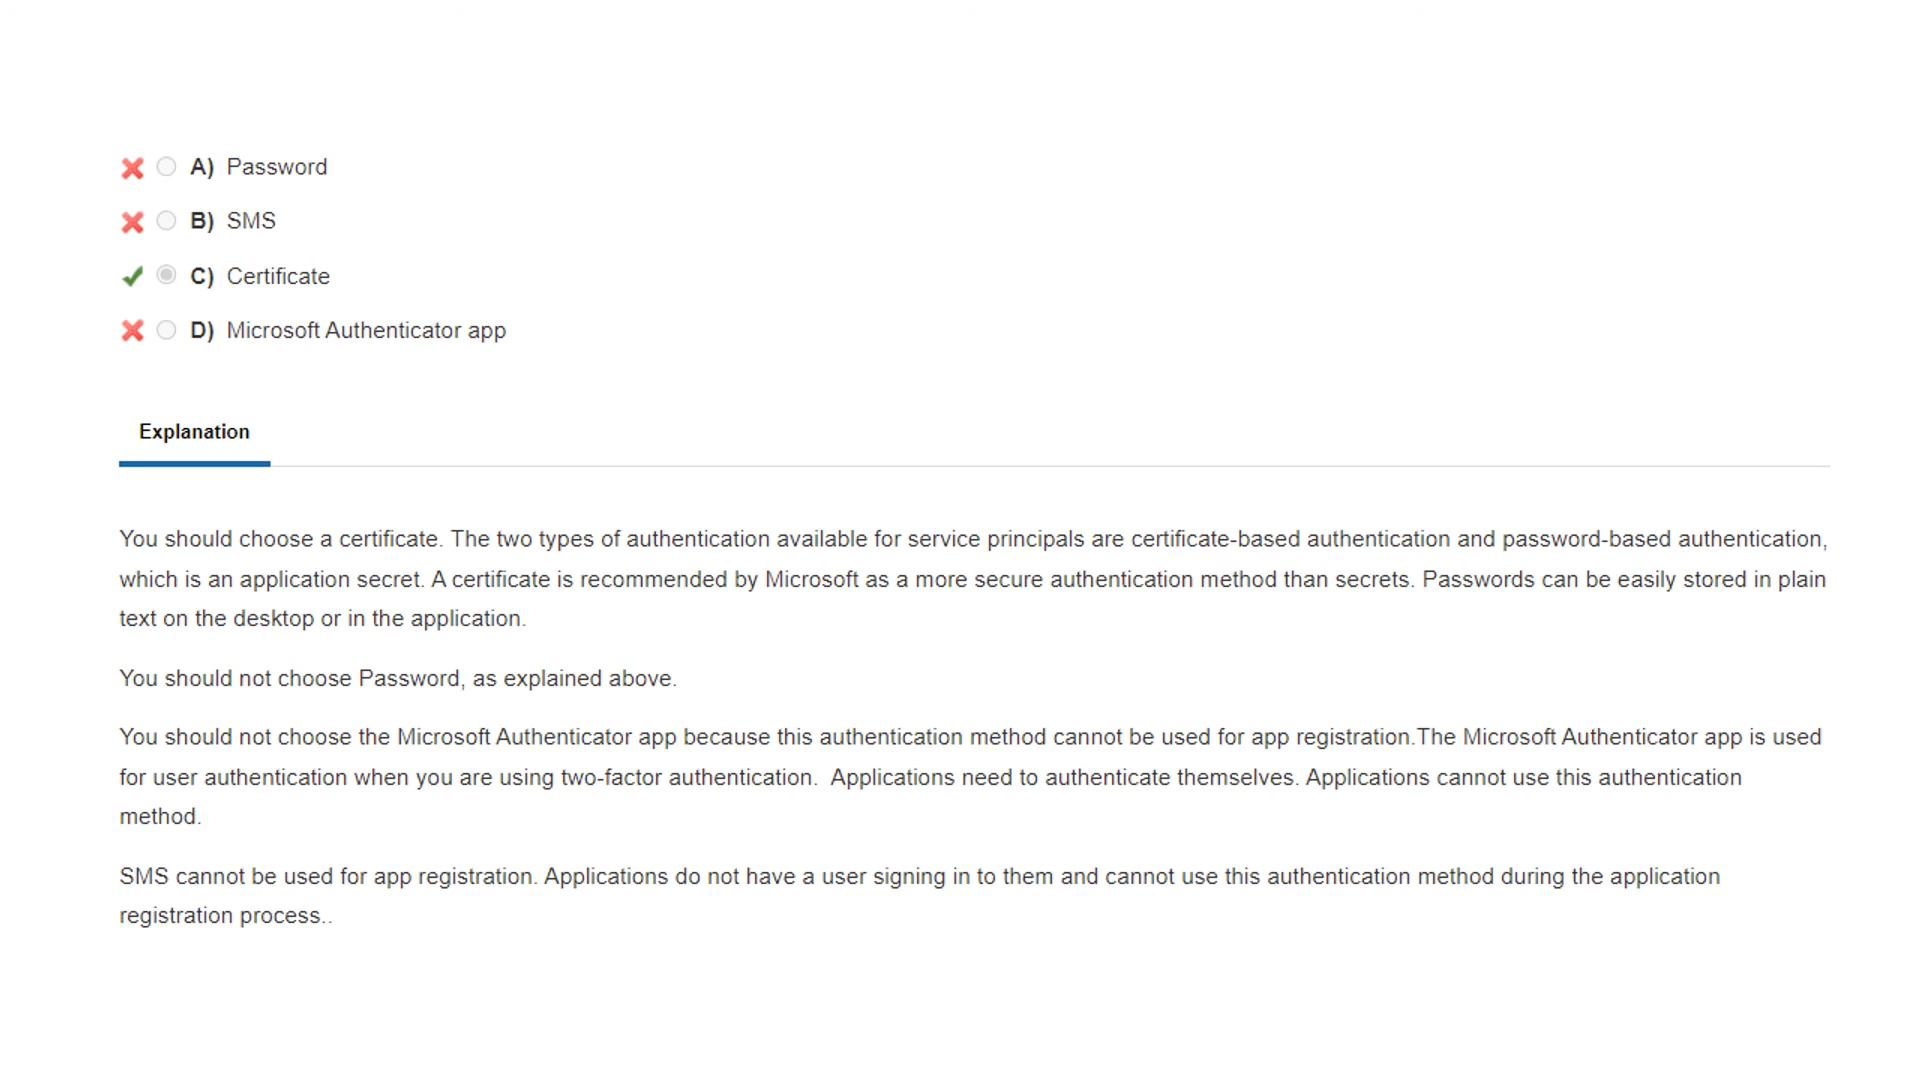 A) Password
B) SMS
C) Certificate
D) Microsoft Authenticator app
Explanation
You should choose a certificate. The two types of authentication available for service principals are certificate-based authentication and password-based authentication,
which is an application secret. A certificate is recommended by Microsoft as a more secure authentication method than secrets. Passwords can be easily stored in plain
text on the desktop or in the application.
You should not choose Password, as explained above.
You should not choose the Microsoft Authenticator app because this authentication method cannot be used for app registration.The Microsoft Authenticator app is used
for user authentication when you are using two-factor authentication.  Applications need to authenticate themselves. Applications cannot use this authentication
method.
SMS cannot be used for app registration. Applications do not have a user signing in to them and cannot use this authentication method during the application
registration process..